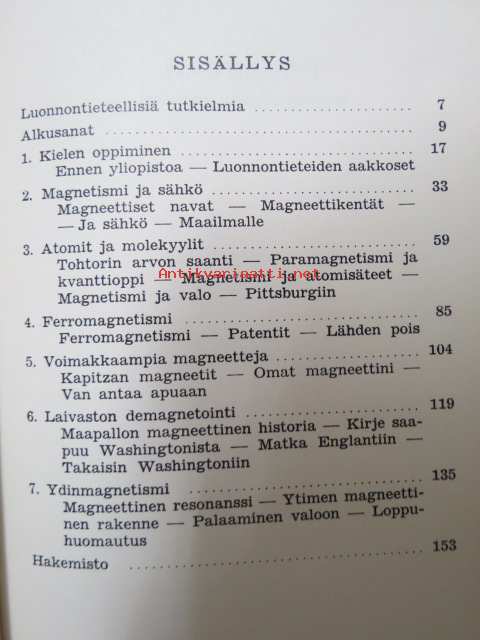 SISÄLLYS
Luonnontieteellisiä tutkielmia ........................ 7
Alkusanat ........................ 9
1. Kielen oppiminen ........................ 17
Ennen yliopistoa — Luonnontieteiden aakkoset
2. Magnetismi ja sähkö ........................ 33
Magneettiset navat — Magneettikentät —
— Ja sähkö — Maailmalle
3. Atomit ja molekyylit ........................ 59
Tohtorin arvon saanti — Paramagnetismi ja
kvanttioppi — Magnetismi ja atomisäteet —
Antikvariaatti.net
Magnetismi ja valo — Pittsburgiin
4. Ferromagnetismi ........................ 85
Ferromagnetismi — Patentit — Lähden pois
5. Voimakkaampia magneetteja ........................ 104
Kapitzan magneetit — Omat magneettini —
Van antaa apuaan
6. Laivaston demagnetointi ........................ 119
Maapallon magneettinen historia — Kirje saa-
puu Washingtonista — Matka Englantiin —
Takaisin Washingtoniin
7. Ydinmagnetismi ........................ 135
Magneettinen resonanssi — Ytimen magneetti-
nen rakenne — Palaaminen valoon — Loppu-
huomautus
Hakemisto ........................ 153